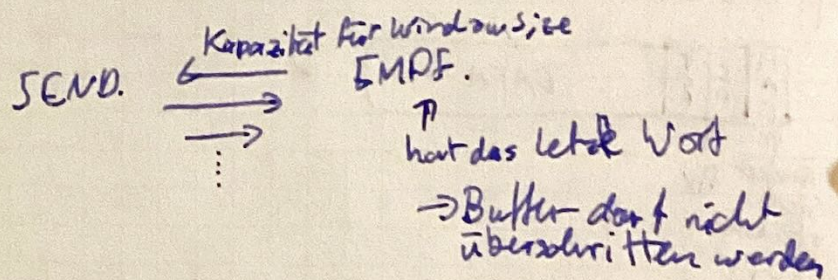 Kapazität für Windowsize
SEND.
EMPF.
hat das letzte Wort
→ Buffer darf nicht
überschritten werden